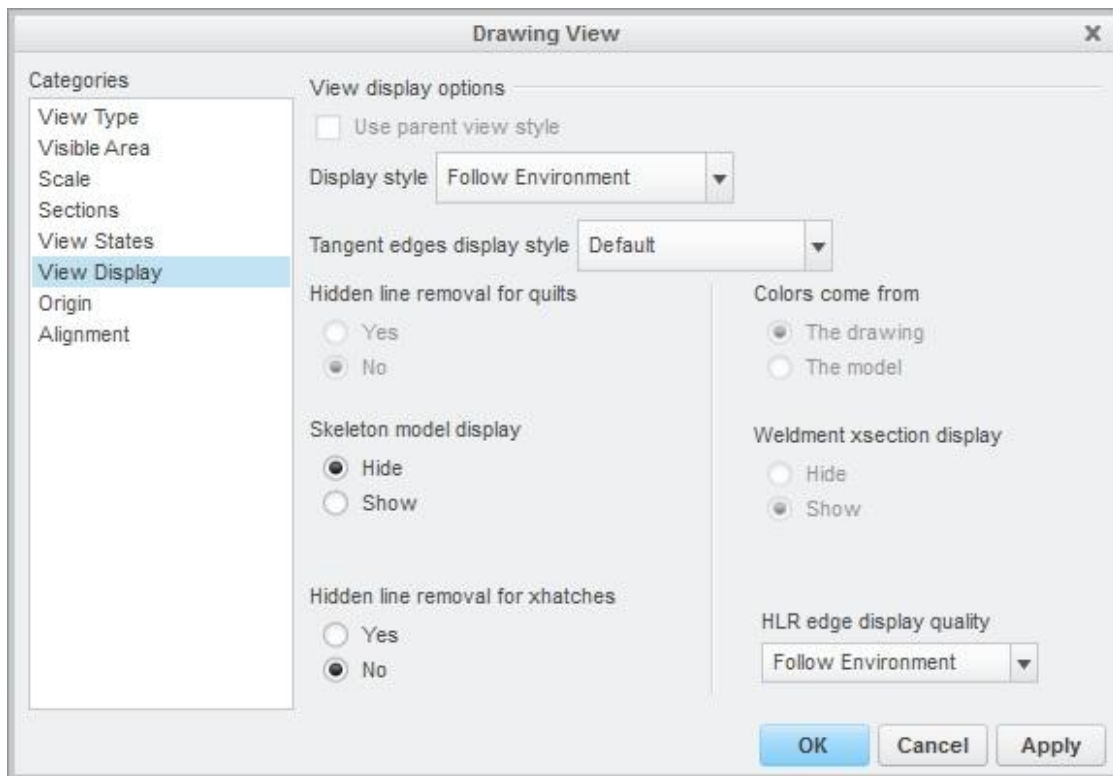 Drawing View
Categories
View Type
Visible Area
Scale
Sections
View States
View Display
Origin
Alignment
View display options
Use parent view style
Display style Follow Environment
Tangent edges display style Default
Hidden line removal for quilts
Yes
No
Colors come from
The drawing
The model
Skeleton model display
Hide
Show
Weldment xsection display
Hide
Show
Hidden line removal for xhatches
Yes
No
HLR edge display quality
Follow Environment
OK Cancel Apply